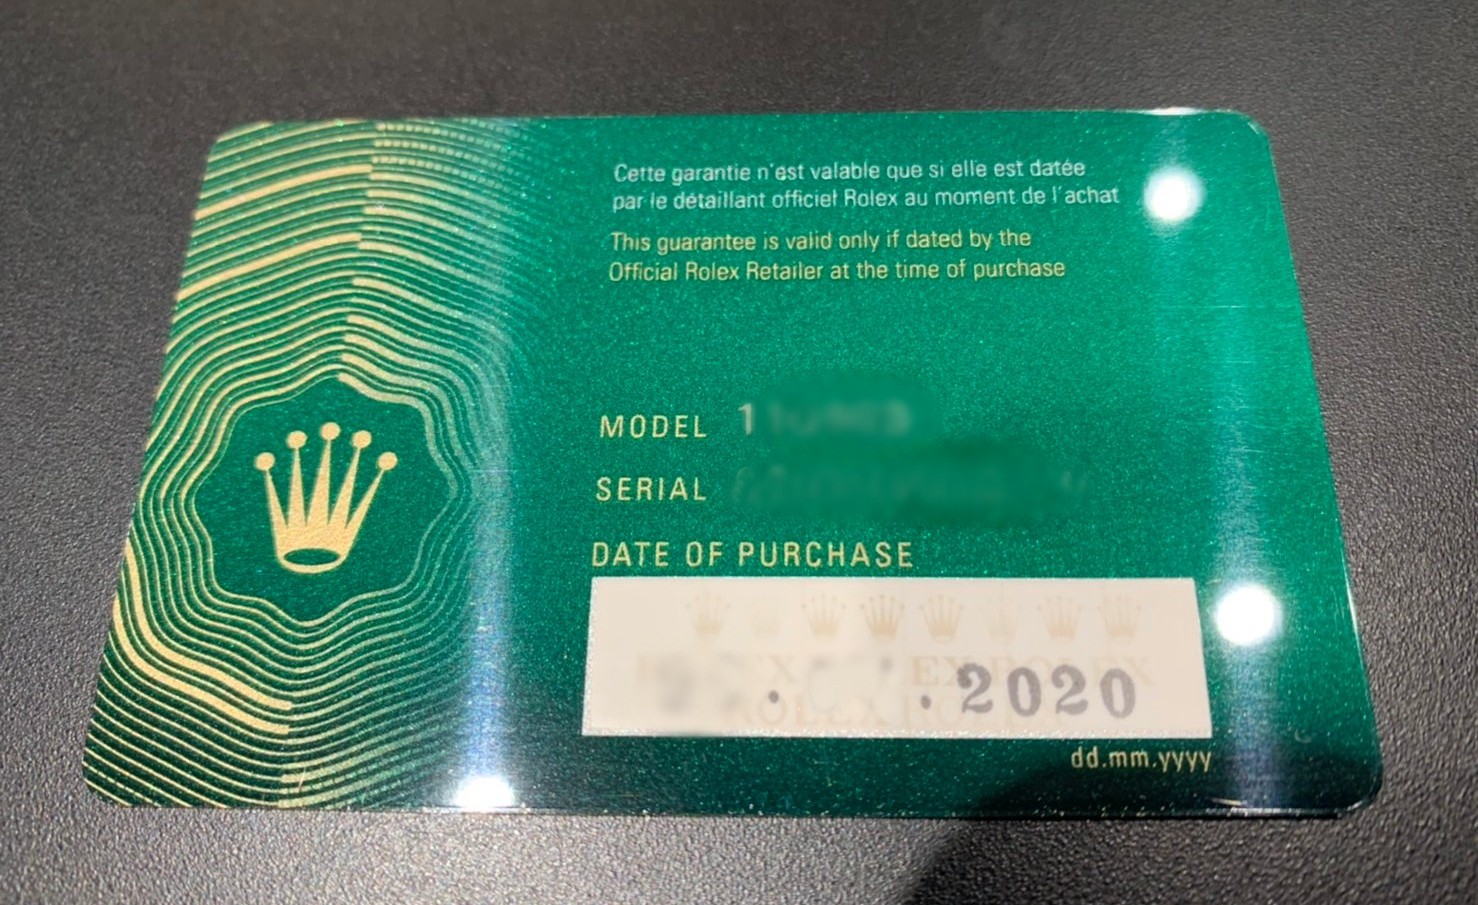 Cette garantie n'est valable que si elle est datée
par le détaillant officiel Rolex au moment de l'achat
This guarantee is valid only if dated by the
Official Rolex Retailer at the time of purchase
MODEL 1
SERIAL
DATE OF PURCHASE
. .2020
dd.mm.yyyy